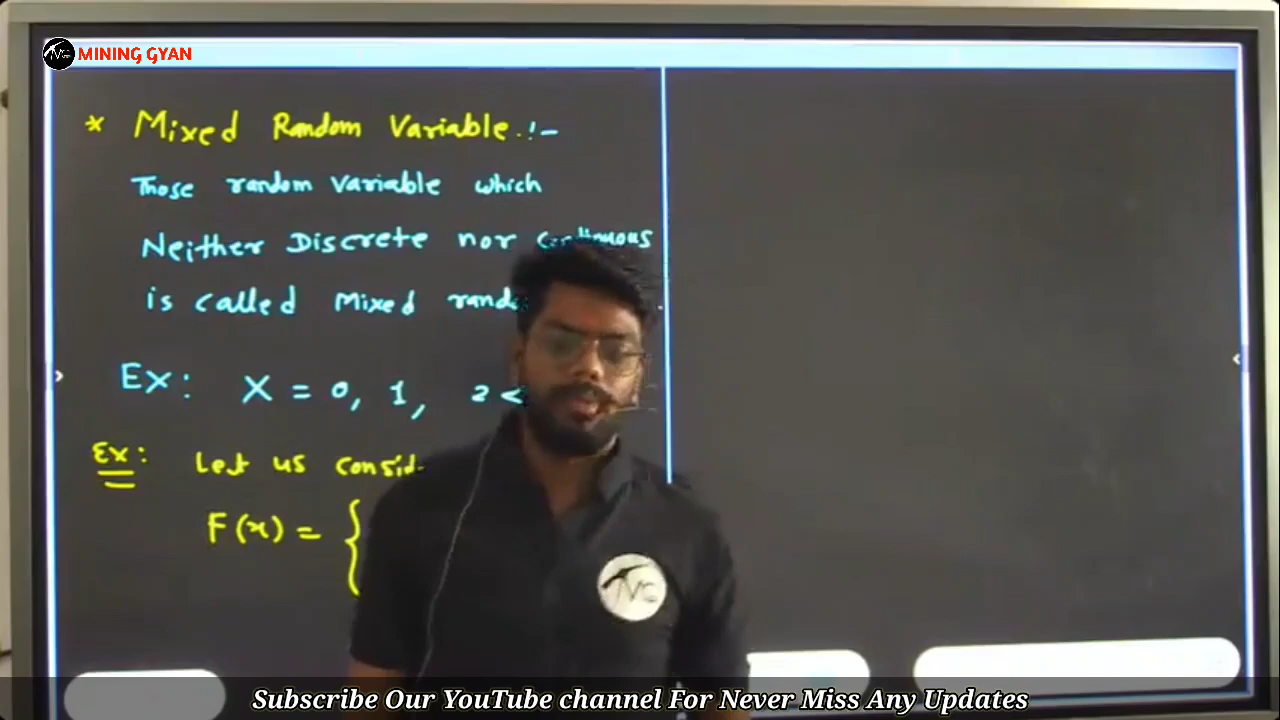 MINING GYAN
* Mixed Random Variable :-
Those random variable which
Neither Discrete nor continuous
is called Mixed
Ex: X = 0, 1, 2 <
Ex: Let us
F(x) = {
Subscribe Our YouTube channel For Never Miss Any Updates